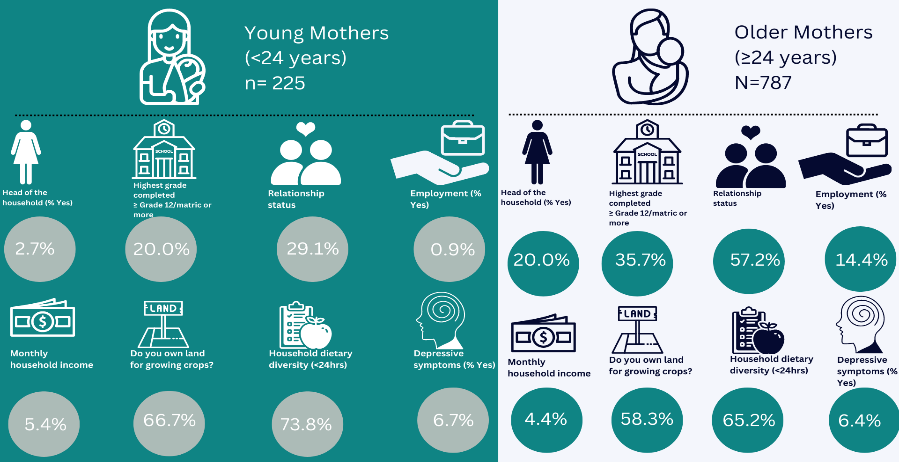 Young Mothers
(<24 years)
n= 225
SCHOOL
Head of the
household (% Yes)
Highest grade
completed
≥ Grade 12/matric or
more
Relationship
status
Employment (%
Yes)
2.7%
20.0%
29.1%
0.9%
$
LAND
Monthly
household income
Do you own land
for growing crops?
Household dietary
diversity (<24hrs)
Depressive
symptoms (% Yes)
5.4%
66.7%
73.8%
6.7%
Older Mothers
(≥24 years)
N=787
SCHOOL
Head of the
household (% Yes)
Highest grade
completed
≥ Grade 12/matric or
more
Relationship
status
Employment (%
Yes)
20.0%
35.7%
57.2%
14.4%
$
LAND
Monthly
household income
Do you own land
for growing crops?
Household dietary
diversity (<24hrs)
Depressive
symptoms (%
Yes)
4.4%
58.3%
65.2%
6.4%